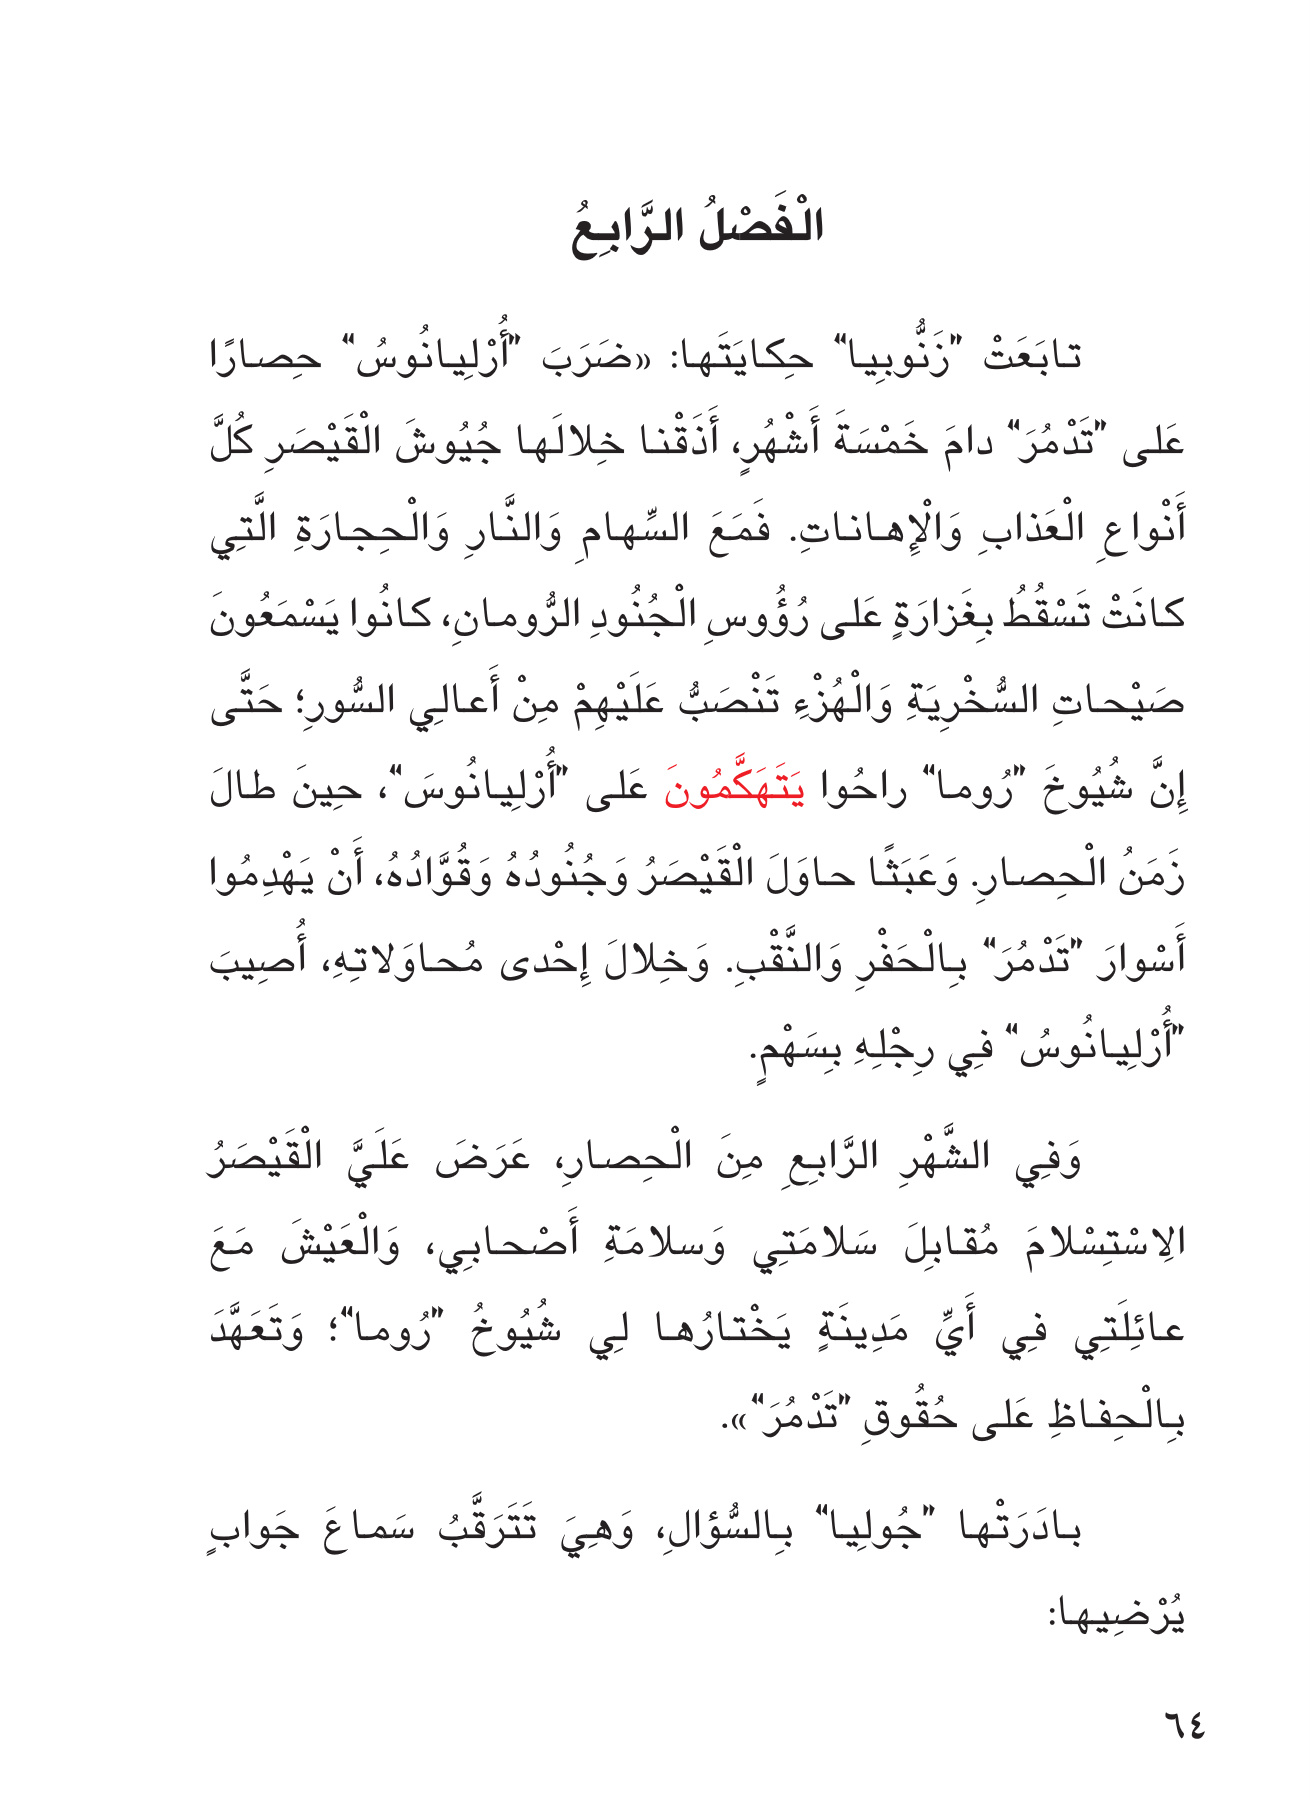 الْفَصْلُ الرَّابِعُ
تابَعَتْ "زَنُّوبِيا" حِكايَتَها: «ضَرَبَ "أُرْلِيانُوسُ" حِصارًا
عَلى "تَدْمُرَ" دامَ خَمْسَةَ أَشْهُرٍ، أَذَقْنا خِلالَها جُيُوشَ الْقَيْصَرِ كُلَّ
أَنْواعِ الْعَذابِ وَالْإِهاناتِ. فَمَعَ السِّهامِ وَالنَّارِ وَالْحِجارَةِ الَّتِي
كانَتْ تَسْقُطُ بِغَزارَةٍ عَلى رُؤُوسِ الْجُنُودِ الرُّومانِ، كانُوا يَسْمَعُونَ
صَيْحاتِ السُّخْرِيَةِ وَالْهُزْءِ تَنْصَبُّ عَلَيْهِمْ مِنْ أَعالِي السُّورِ؛ حَتَّى
إِنَّ شُيُوخَ "رُوما" راحُوا يَتَهَكَّمُونَ عَلى "أُرْلِيانُوسَ"، حِينَ طالَ
زَمَنُ الْحِصارِ. وَعَبَثًا حاوَلَ الْقَيْصَرُ وَجُنُودُهُ وَقُوَّادُهُ، أَنْ يَهْدِمُوا
أَسْوارَ "تَدْمُرَ" بِالْحَفْرِ وَالنَّقْبِ. وَخِلالَ إِحْدى مُحاوَلاتِهِ، أُصِيبَ
"أُرْلِيانُوسُ" فِي رِجْلِهِ بِسَهْمٍ.
وَفِي الشَّهْرِ الرَّابِعِ مِنَ الْحِصارِ، عَرَضَ عَلَيَّ الْقَيْصَرُ
الِاسْتِسْلامَ مُقابِلَ سَلامَتِي وَسلامَةِ أَصْحابِي، وَالْعَيْشَ مَعَ
عائِلَتِي فِي أَيِّ مَدِينَةٍ يَخْتارُها لِي شُيُوخُ "رُوما"؛ وَتَعَهَّدَ
بِالْحِفاظِ عَلى حُقُوقِ "تَدْمُرَ"».
بادَرَتْها "جُولِيا" بِالسُّؤالِ، وَهِيَ تَتَرَقَّبُ سَماعَ جَوابٍ
يُرْضِيها:
٦٤